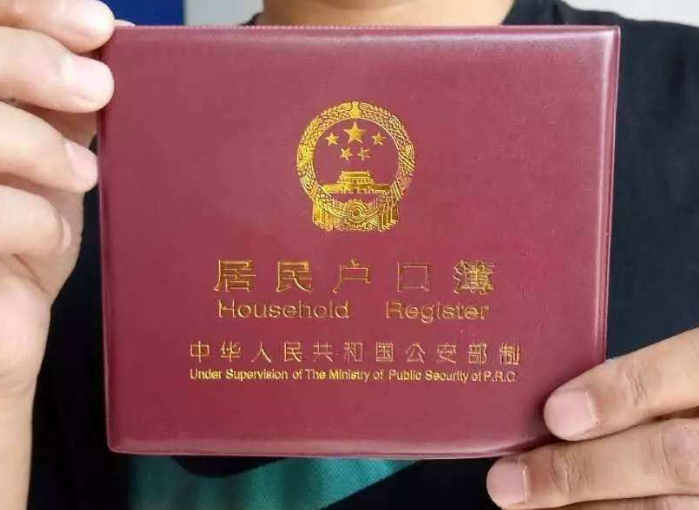 居民户口簿
Household Register
中华人民共和国公安部制
Under Supervision of The Ministry of Public Security of P.R.C.